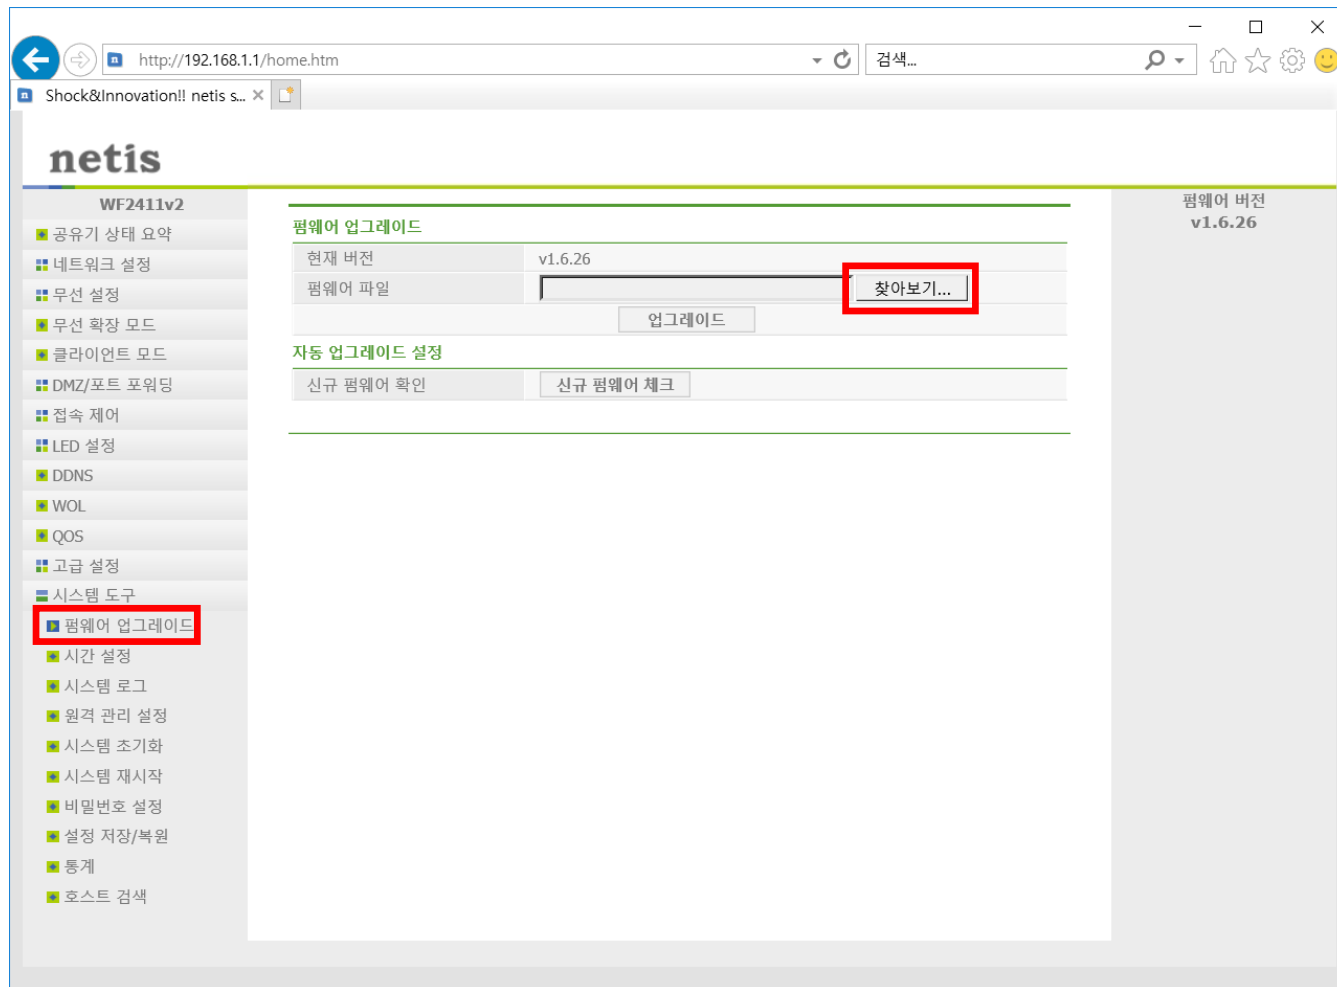 http://192.168.1.1/home.htm
검색...
Shock&Innovation!! netis s...
netis
WF2411v2
공유기 상태 요약
네트워크 설정
무선 설정
무선 확장 모드
클라이언트 모드
DMZ/포트 포워딩
접속 제어
LED 설정
DDNS
WOL
QOS
고급 설정
시스템 도구
펌웨어 업그레이드
시간 설정
시스템 로그
원격 관리 설정
시스템 초기화
시스템 재시작
비밀번호 설정
설정 저장/복원
통계
호스트 검색
펌웨어 업그레이드
현재 버전 v1.6.26
펌웨어 파일 찾아보기...
업그레이드
자동 업그레이드 설정
신규 펌웨어 확인 신규 펌웨어 체크
펌웨어 버전
v1.6.26